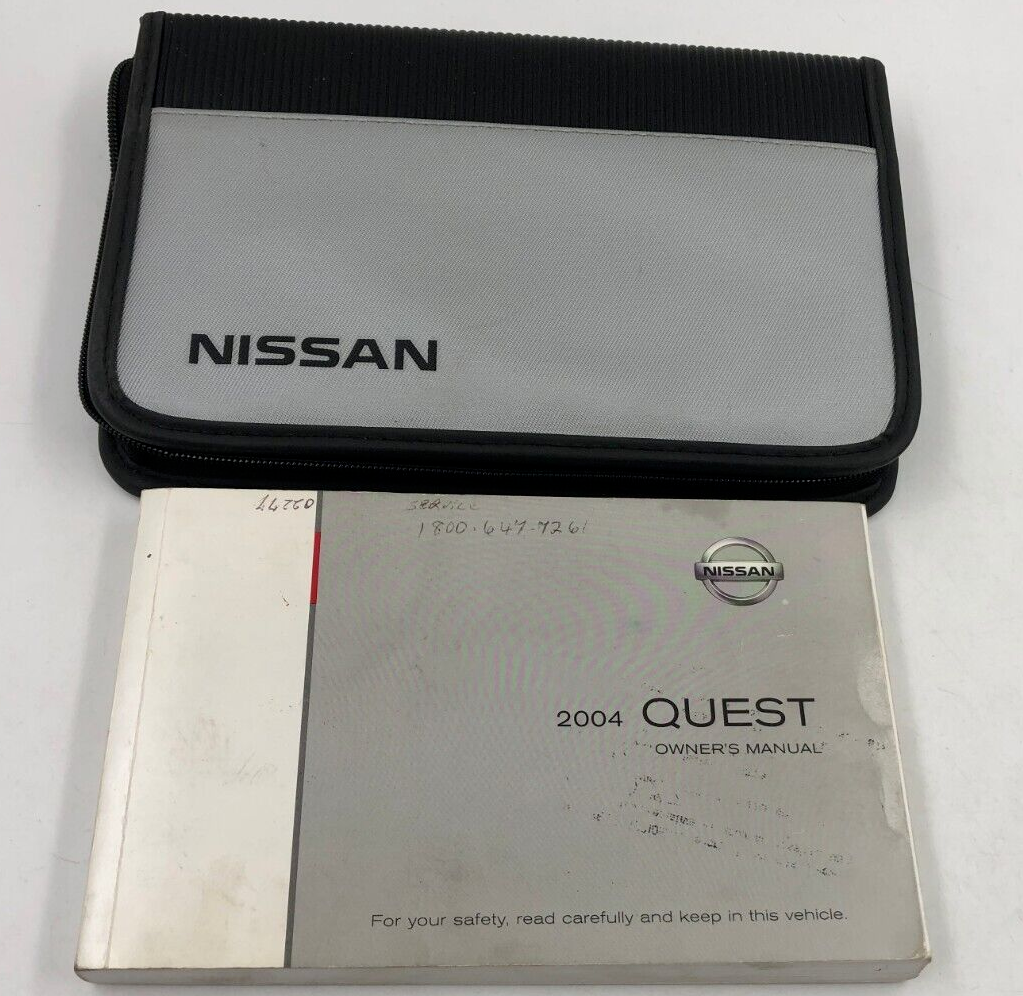 NISSAN
SERVICE
1800-647-7261
NISSAN
2004 QUEST
OWNER'S MANUAL
For your safety, read carefully and keep in this vehicle.